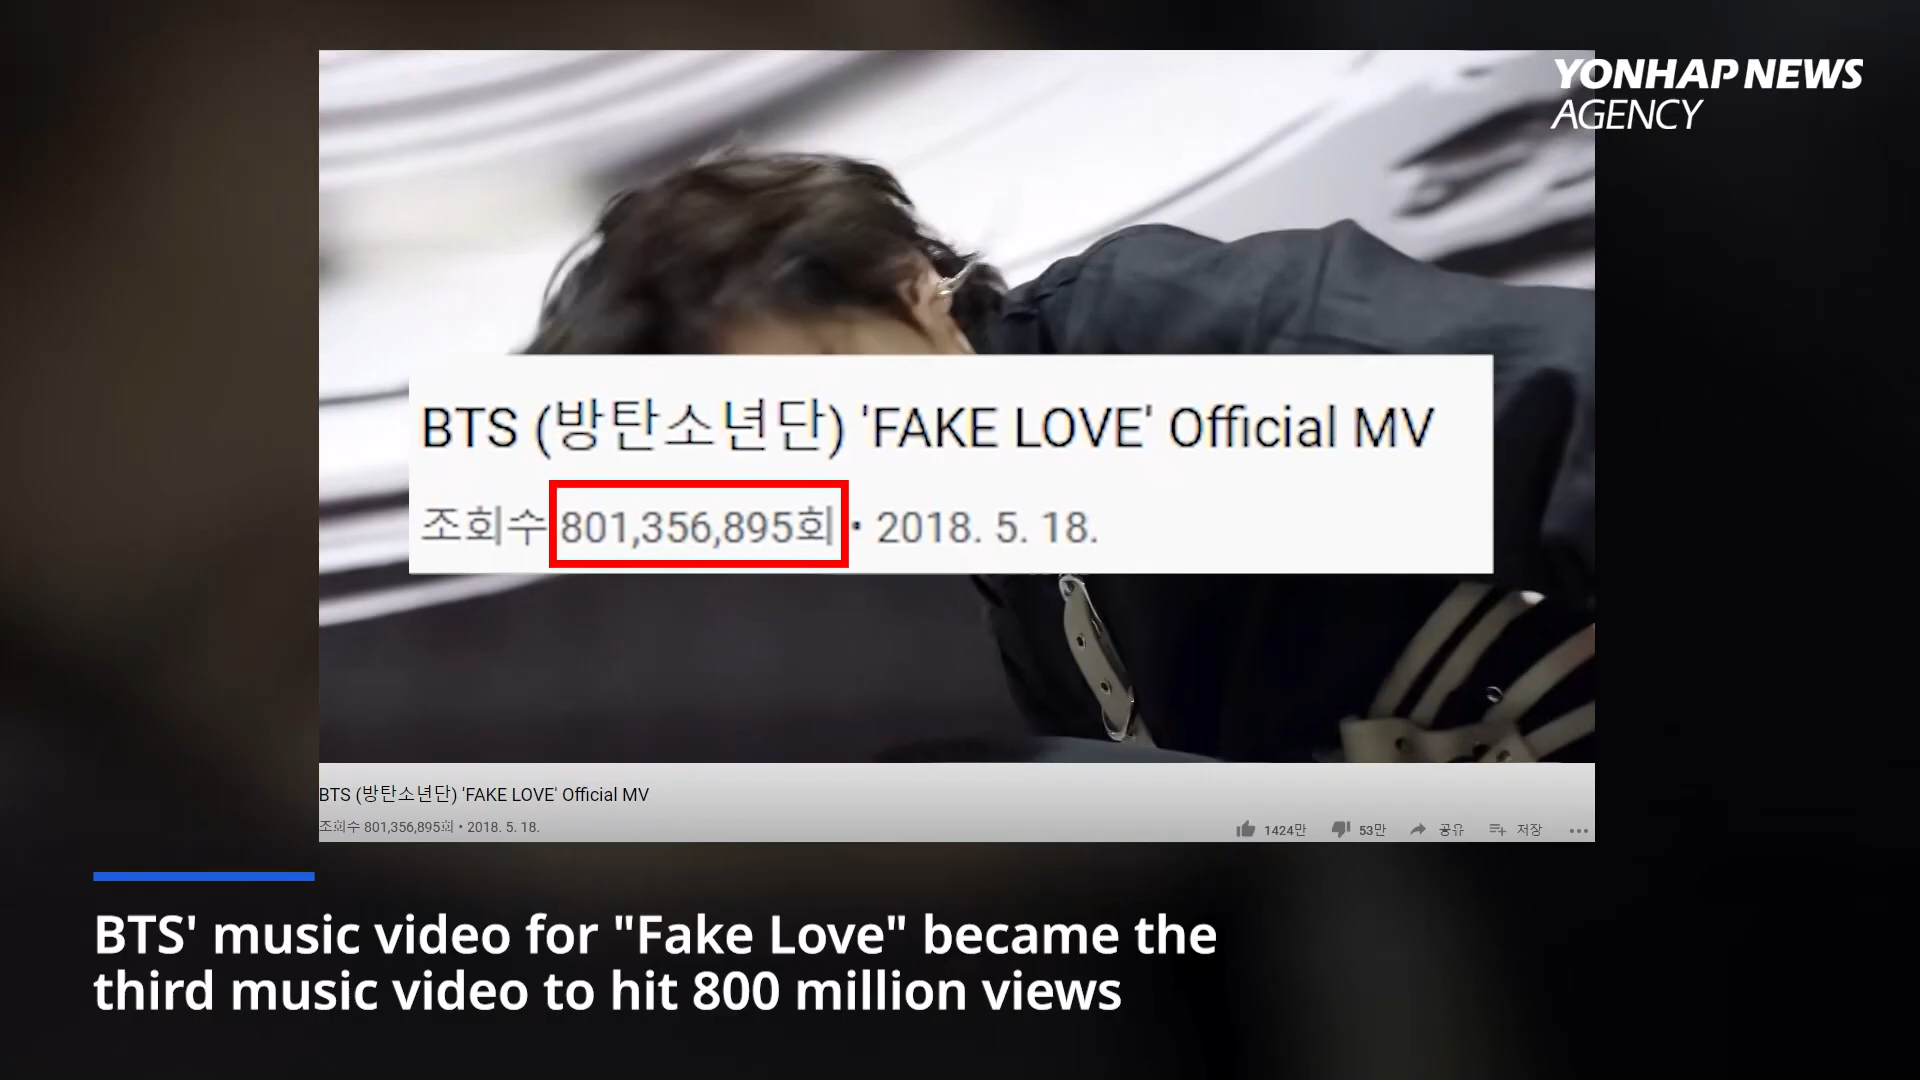 YONHAP NEWS
AGENCY
BTS (방탄소년단) 'FAKE LOVE' Official MV
조회수 801,356,895회 • 2018. 5. 18.
BTS (방탄소년단) 'FAKE LOVE' Official MV
조회수 801,356,895회 • 2018. 5. 18.
1424만 53만 공유 저장
BTS' music video for "Fake Love" became the
third music video to hit 800 million views